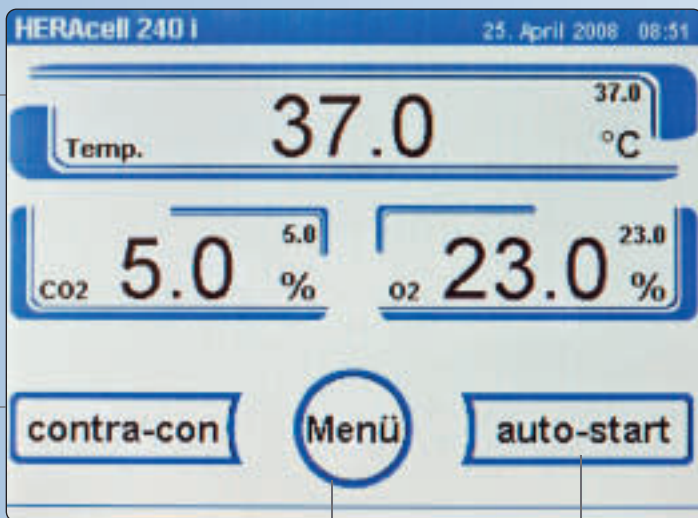 HERAcell 240 i 25. April 2008 08:51
37.0
Temp. 37.0 °C
5.0 23.0
CO2 5.0 % O2 23.0 %
contra-con Menü auto-start